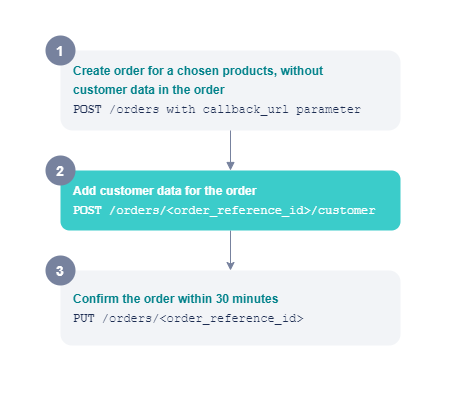 1
Create order for a chosen products, without
customer data in the order
POST /orders with callback_url parameter
2
Add customer data for the order
POST /orders/<order_reference_id>/customer
3
Confirm the order within 30 minutes
PUT /orders/<order_reference_id>